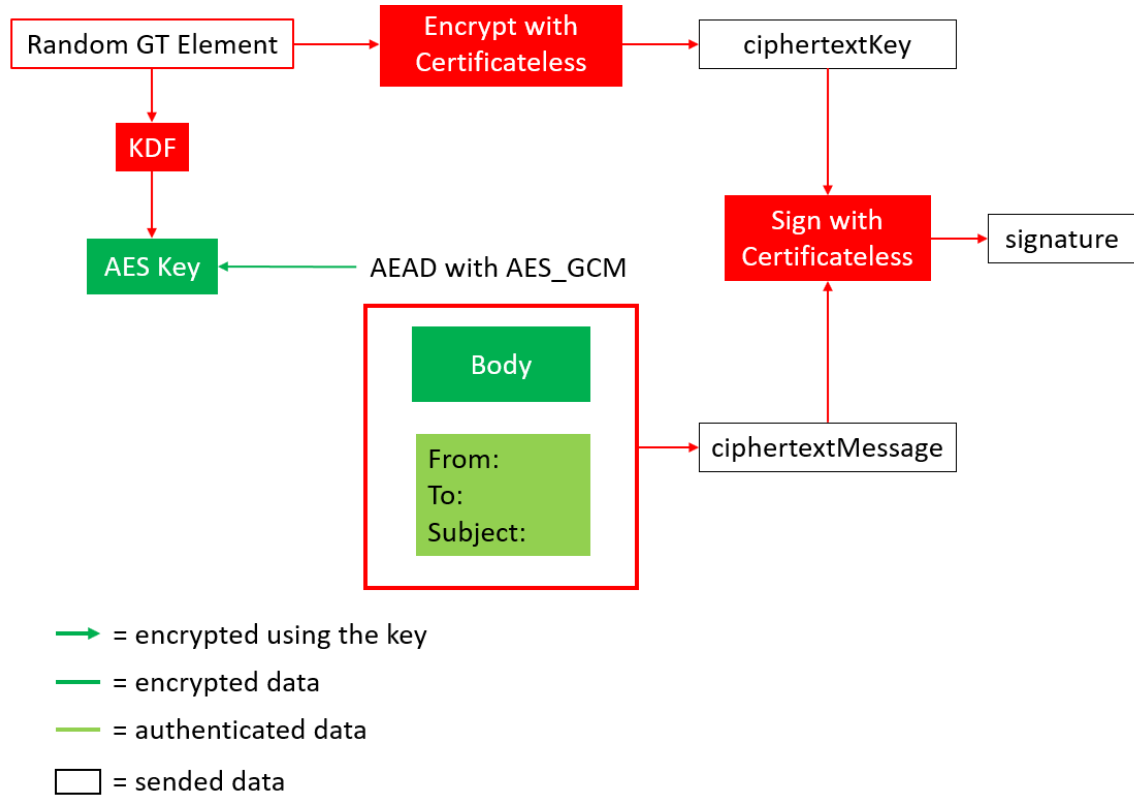 Random GT Element
Encrypt with
Certificateless
ciphertextKey
KDF
Sign with
Certificateless
signature
AES Key
AEAD with AES_GCM
Body
From:
To:
Subject:
ciphertextMessage
= encrypted using the key
= encrypted data
= authenticated data
= sended data